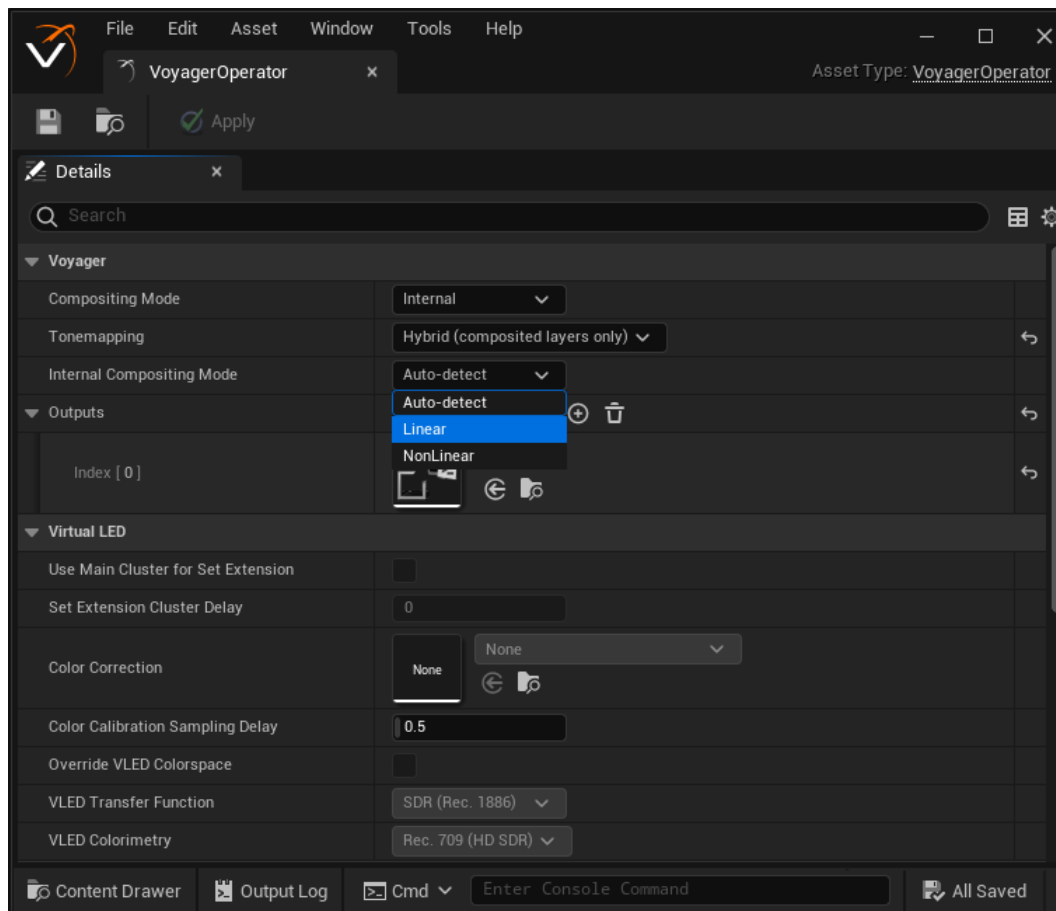 File Edit Asset Window Tools Help
VoyagerOperator
Asset Type: VoyagerOperator
Apply
Details
Search
Voyager
Compositing Mode Internal
Tonemapping Hybrid (composited layers only)
Internal Compositing Mode Auto-detect
Auto-detect
Outputs
Linear
NonLinear
Index [ 0 ]
Virtual LED
Use Main Cluster for Set Extension
Set Extension Cluster Delay 0
None
Color Correction None
Color Calibration Sampling Delay 0.5
Override VLED Colorspace
VLED Transfer Function SDR (Rec. 1886)
VLED Colorimetry Rec. 709 (HD SDR)
Content Drawer Output Log Cmd Enter Console Command All Saved